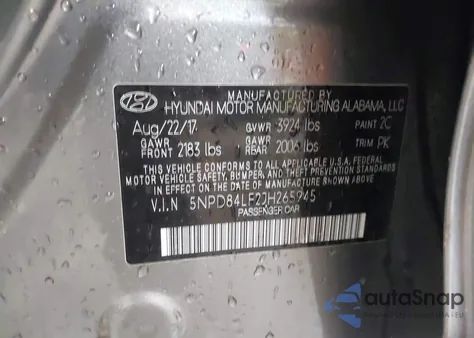 MANUFACTURED BY
HYUNDAI MOTOR MANUFACTURING ALABAMA, LLC
Aug/22/17 GVWR 3924 lbs PAINT 2C
GAWR FRONT 2183 lbs GAWR REAR 2006 lbs TRIM PK
THIS VEHICLE CONFORMS TO ALL APPLICABLE U.S. FEDERAL
MOTOR VEHICLE SAFETY, BUMPER, AND THEFT PREVENTION STANDARDS
IN EFFECT ON THE DATE OF MANUFACTURE SHOWN ABOVE.
V.I.N 5NPD84LF2JH265945
PASSENGER CAR
autoSnap